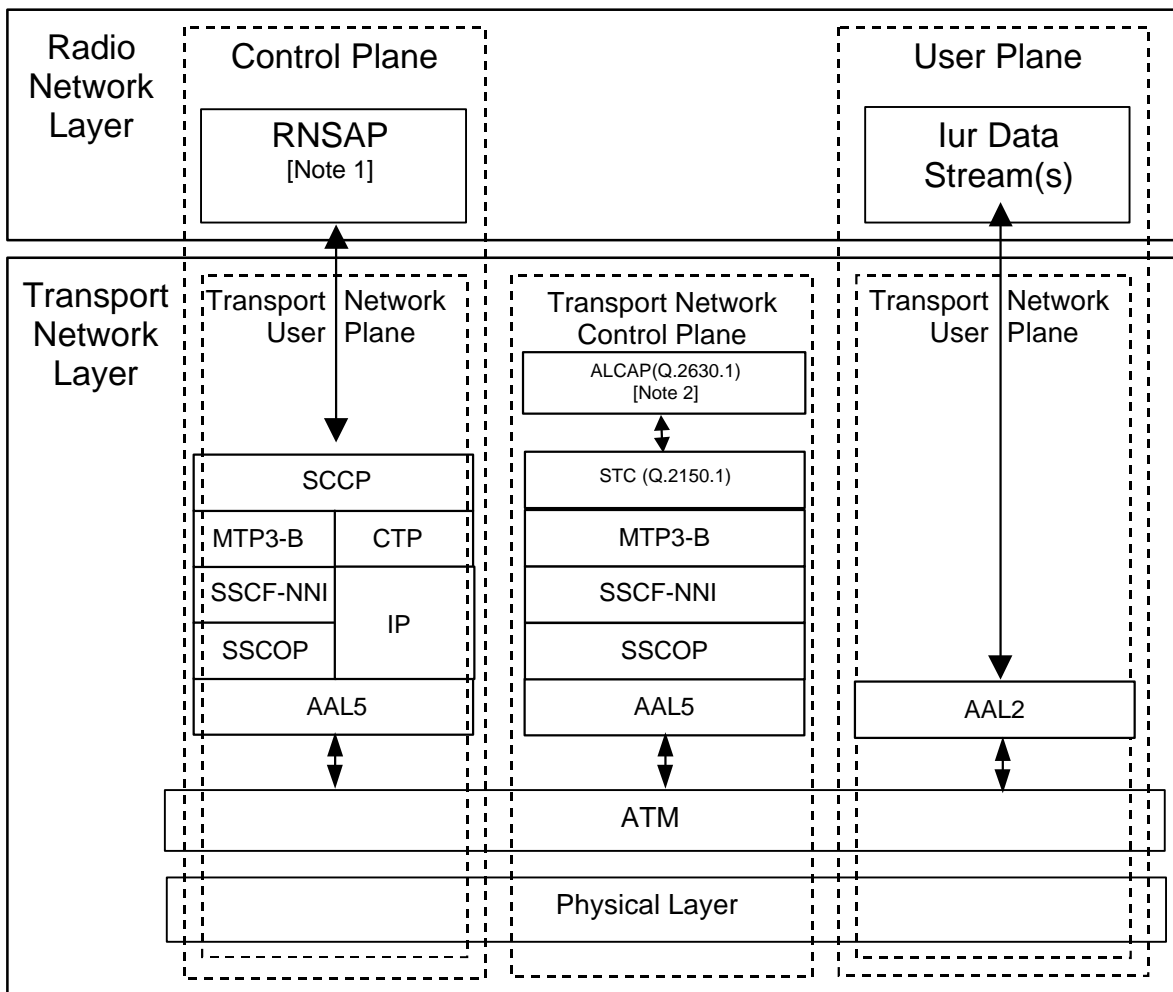 Radio
Network
Layer
Control Plane
User Plane
RNSAP
[Note 1]
Iur Data
Stream(s)
Transport
Network
Layer
Transport Network
User Plane
Transport Network
Control Plane
Transport Network
User Plane
ALCAP(Q.2630.1)
[Note 2]
SCCP
MTP3-B
CTP
SSCF-NNI
IP
SSCOP
AAL5
STC (Q.2150.1)
MTP3-B
SSCF-NNI
SSCOP
AAL5
AAL2
ATM
Physical Layer